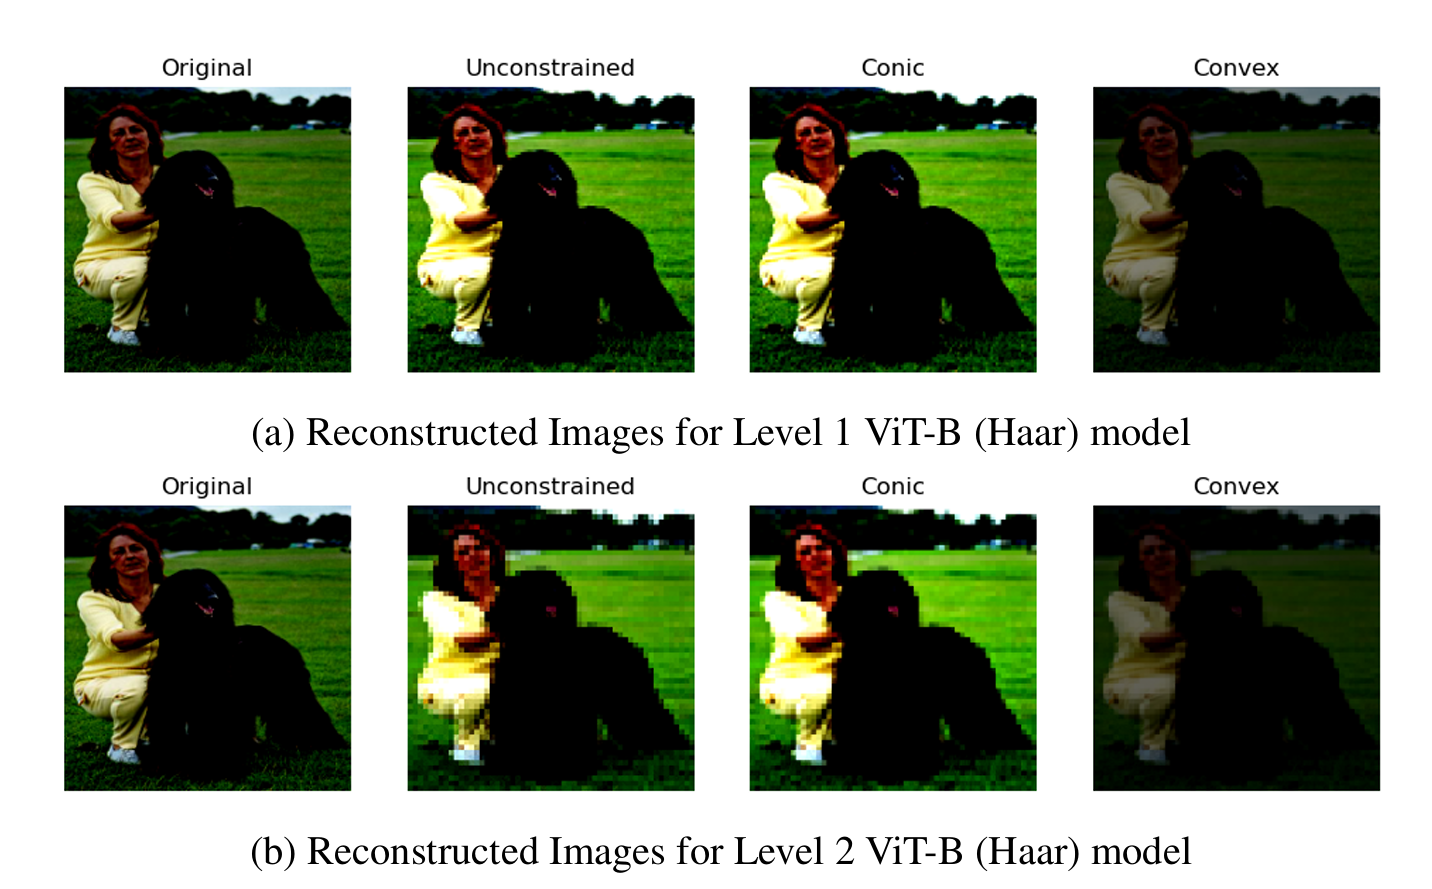 Original Unconstrained Conic Convex
(a) Reconstructed Images for Level 1 ViT-B (Haar) model
Original Unconstrained Conic Convex
(b) Reconstructed Images for Level 2 ViT-B (Haar) model